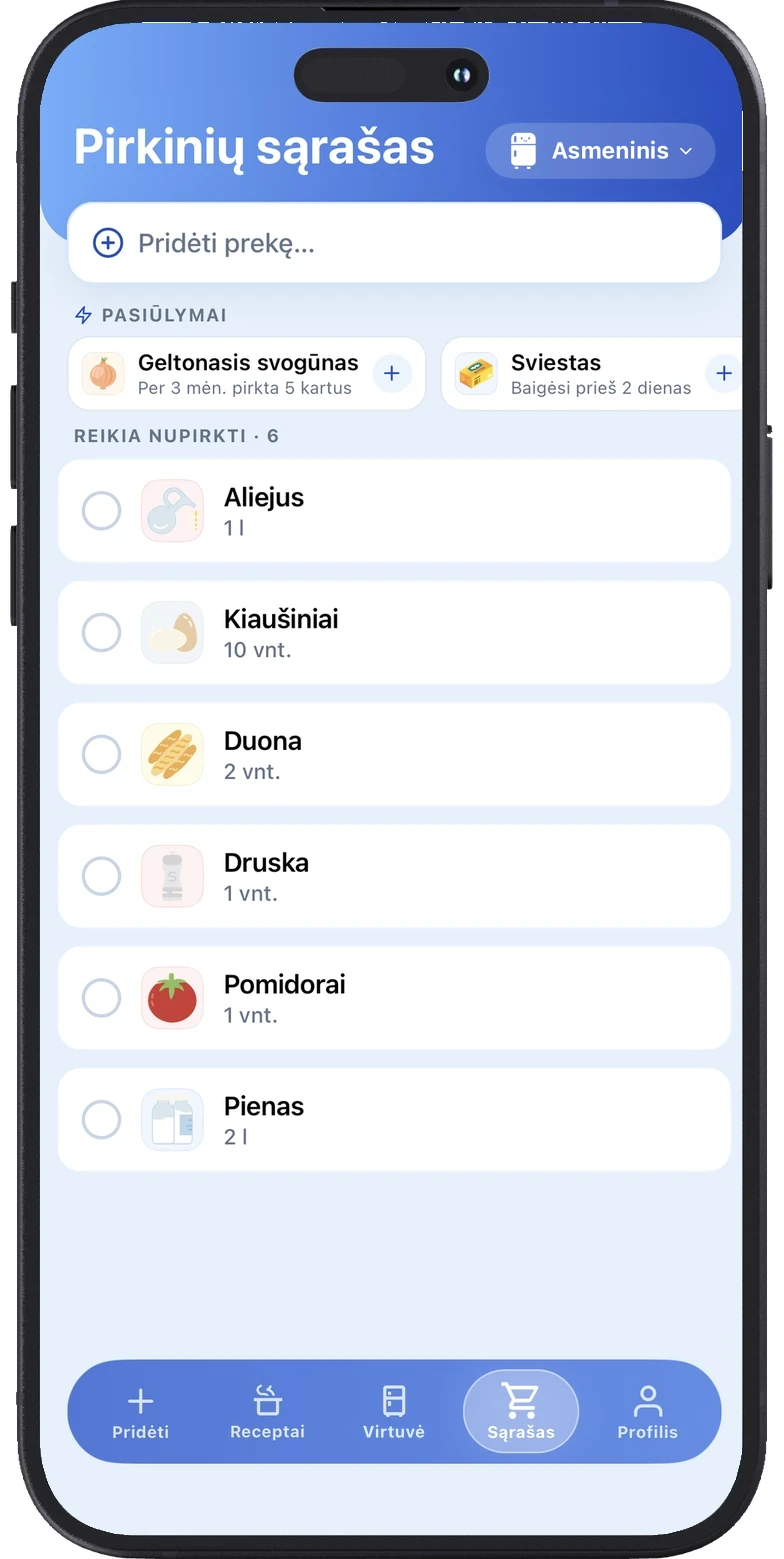 Pirkinių sąrašas
Asmeninis
Pridėti prekę...
PASIŪLYMAI
Geltonasis svogūnas
Per 3 mėn. pirkta 5 kartus
Sviestas
Baigėsi prieš 2 dienas
REIKIA NUPIRKTI · 6
Aliejus
1 l
Kiaušiniai
10 vnt.
Duona
2 vnt.
Druska
1 vnt.
Pomidorai
1 vnt.
Pienas
2 l
Pridėti
Receptai
Virtuvė
Sąrašas
Profilis